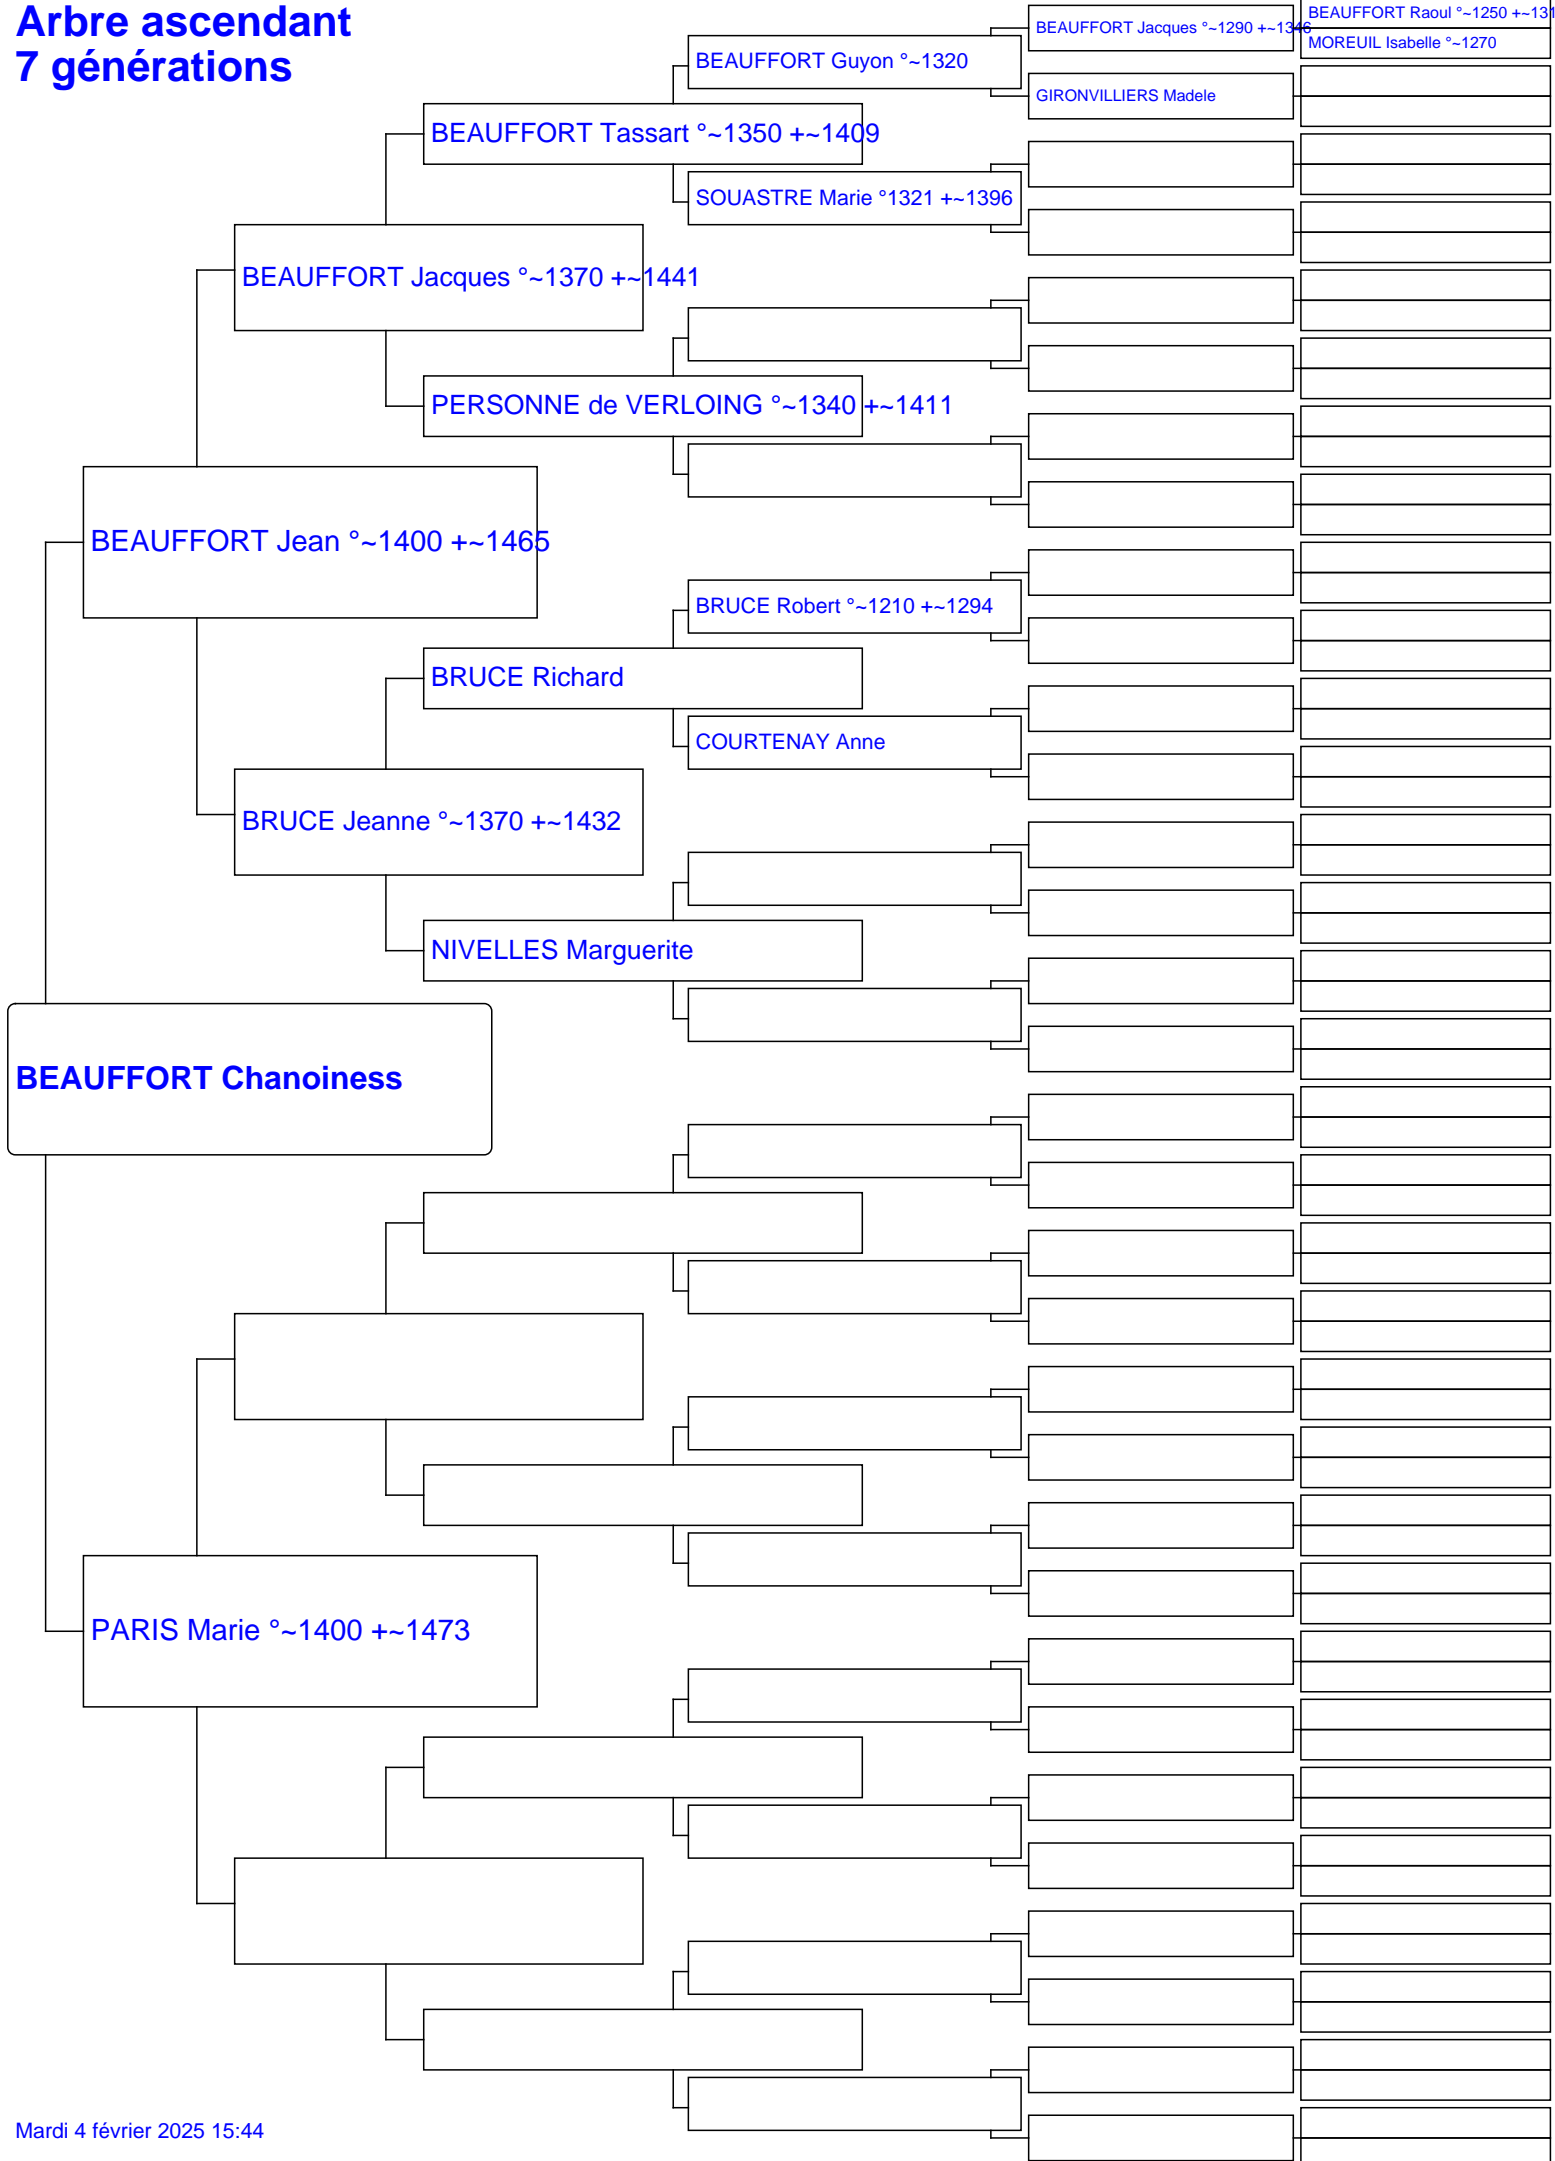 Arbre ascendant
7 générations
BEAUFFORT Raoul °~1250 +~131
BEAUFFORT Jacques °~1290 +~1346
MOREUIL Isabelle °~1270
BEAUFFORT Guyon °~1320
GIRONVILLIERS Madele
BEAUFFORT Tassart °~1350 +~1409
SOUASTRE Marie °1321 +~1396
BEAUFFORT Jacques °~1370 +~1441
PERSONNE de VERLOING °~1340 +~1411
BEAUFFORT Jean °~1400 +~1465
BRUCE Robert °~1210 +~1294
BRUCE Richard
COURTENAY Anne
BRUCE Jeanne °~1370 +~1432
NIVELLES Marguerite
BEAUFFORT Chanoiness
PARIS Marie °~1400 +~1473
Mardi 4 février 2025 15:44